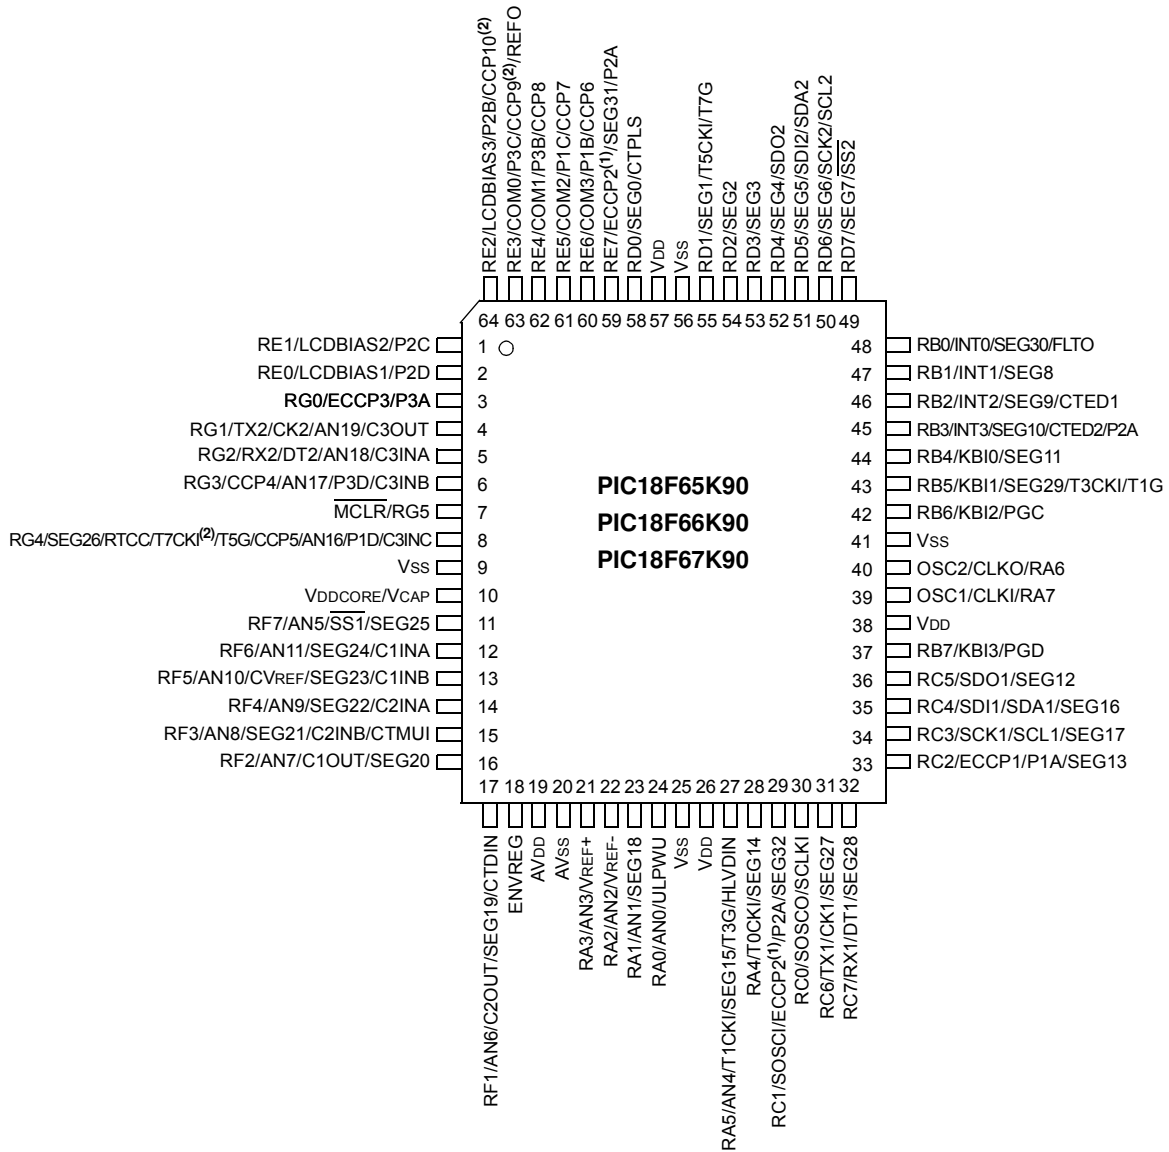 RE2/LCDBIAS3/P2B/CCP10(2)
RE3/COM0/P3C/CCP9(2)/REFO
RE4/COM1/P3B/CCP8
RE5/COM2/P1C/CCP7
RE6/COM3/P1B/CCP6
RE7/ECCP2(1)/SEG31/P2A
RD0/SEG0/CTPLS
VDD
VSS
RD1/SEG1/T5CKI/T7G
RD2/SEG2
RD3/SEG3
RD4/SEG4/SDO2
RD5/SEG5/SDI2/SDA2
RD6/SEG6/SCK2/SCL2
RD7/SEG7/SS2
64 63 62 61 60 59 58 57 56 55 54 53 52 51 50 49
RE1/LCDBIAS2/P2C 1
RE0/LCDBIAS1/P2D 2
RG0/ECCP3/P3A 3
RG1/TX2/CK2/AN19/C3OUT 4
RG2/RX2/DT2/AN18/C3INA 5
RG3/CCP4/AN17/P3D/C3INB 6
MCLR/RG5 7
RG4/SEG26/RTCC/T7CKI(2)/T5G/CCP5/AN16/P1D/C3INC 8
VSS 9
VDDCORE/VCAP 10
RF7/AN5/SS1/SEG25 11
RF6/AN11/SEG24/C1INA 12
RF5/AN10/CVREF/SEG23/C1INB 13
RF4/AN9/SEG22/C2INA 14
RF3/AN8/SEG21/C2INB/CTMUI 15
RF2/AN7/C1OUT/SEG20 16
PIC18F65K90
PIC18F66K90
PIC18F67K90
48 RB0/INT0/SEG30/FLTO
47 RB1/INT1/SEG8
46 RB2/INT2/SEG9/CTED1
45 RB3/INT3/SEG10/CTED2/P2A
44 RB4/KBI0/SEG11
43 RB5/KBI1/SEG29/T3CKI/T1G
42 RB6/KBI2/PGC
41 VSS
40 OSC2/CLKO/RA6
39 OSC1/CLKI/RA7
38 VDD
37 RB7/KBI3/PGD
36 RC5/SDO1/SEG12
35 RC4/SDI1/SDA1/SEG16
34 RC3/SCK1/SCL1/SEG17
33 RC2/ECCP1/P1A/SEG13
17 18 19 20 21 22 23 24 25 26 27 28 29 30 31 32
RF1/AN6/C2OUT/SEG19/CTDIN
ENVREG
AVDD
AVSS
RA3/AN3/VREF+
RA2/AN2/VREF-
RA1/AN1/SEG18
RA0/AN0/ULPWU
VSS
VDD
RA5/AN4/T1CKI/SEG15/T3G/HLVDIN
RA4/T0CKI/SEG14
RC1/SOSCI/ECCP2(1)/P2A/SEG32
RC0/SOSCO/SCLKI
RC6/TX1/CK1/SEG27
RC7/RX1/DT1/SEG28